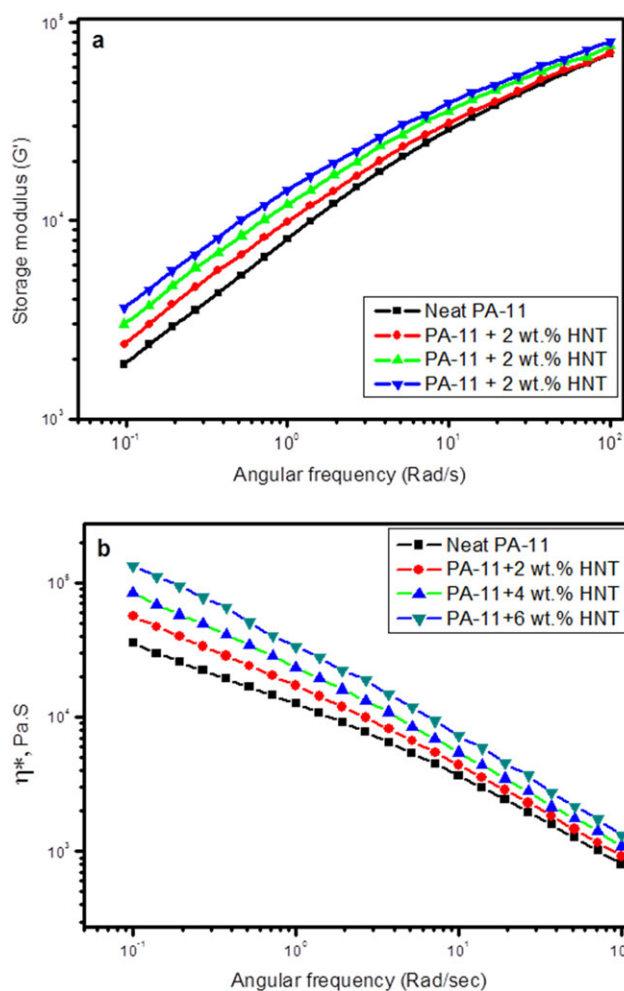 a
10⁵
10⁴
10³
Storage modulus (G')
Neat PA-11
PA-11 + 2 wt.% HNT
PA-11 + 2 wt.% HNT
PA-11 + 2 wt.% HNT
10⁻¹ 10⁰ 10¹ 10²
Angular frequency (Rad/s)
b
10⁵
10⁴
10³
η*, Pa.S
Neat PA-11
PA-11+2 wt.% HNT
PA-11+4 wt.% HNT
PA-11+6 wt.% HNT
10⁻¹ 10⁰ 10¹ 10²
Angular frequency (Rad/sec)